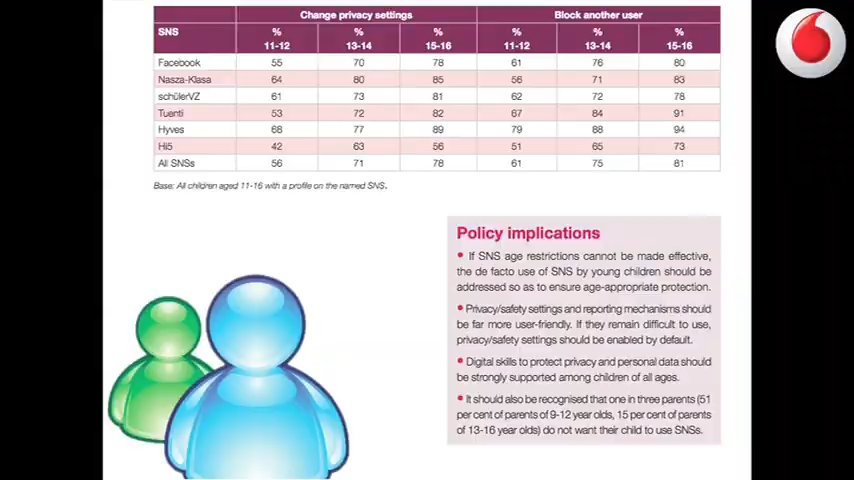 Change privacy settings Block another user
SNS % 11-12 % 13-14 % 15-16 % 11-12 % 13-14 % 15-16
Facebook 55 70 78 61 76 80
Nasza-Klasa 64 80 85 56 71 83
schülerVZ 61 73 81 62 72 78
Tuenti 53 72 82 67 84 91
Hyves 68 77 89 79 88 94
Hi5 42 63 56 51 65 73
All SNSs 56 71 78 61 75 81
Base: All children aged 11-16 with a profile on the named SNS.
Policy implications
• If SNS age restrictions cannot be made effective,
the de facto use of SNS by young children should be
addressed so as to ensure age-appropriate protection.
• Privacy/safety settings and reporting mechanisms should
be far more user-friendly. If they remain difficult to use,
privacy/safety settings should be enabled by default.
• Digital skills to protect privacy and personal data should
be strongly supported among children of all ages.
• It should also be recognised that one in three parents (51
per cent of parents of 9-12 year olds, 15 per cent of parents
of 13-16 year olds) do not want their child to use SNSs.